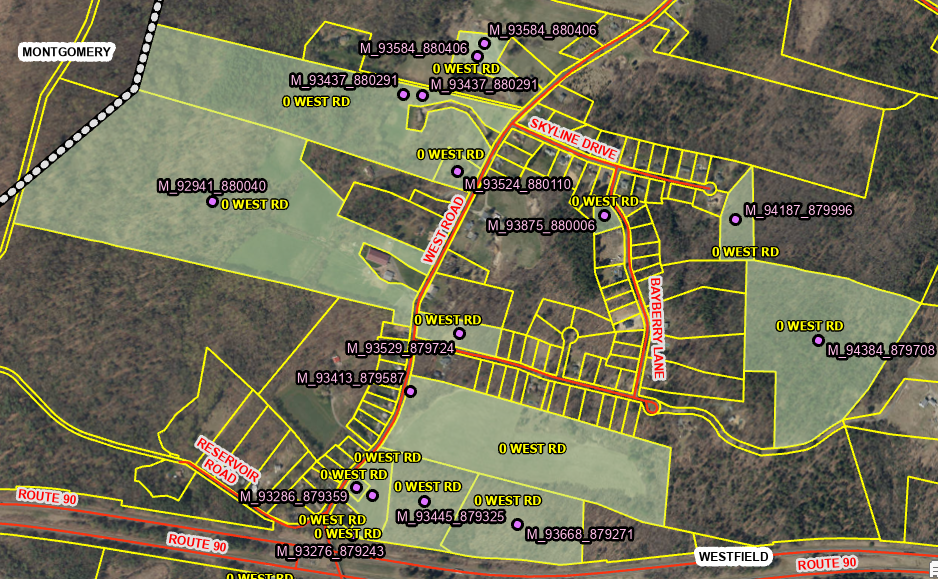 MONTGOMERY
M_93584_880406
M_93584_880406
0 WEST RD
M_93437_880291
M_93437_880291
0 WEST RD
SKYLINE DRIVE
0 WEST RD
M_93524_880110
M_92941_880040
0 WEST RD
0 WEST RD
M_94187_879996
M_93875_880006
WEST ROAD
0 WEST RD
BAYBERRY LANE
0 WEST RD
0 WEST RD
M_93529_879724
M_94384_879708
M_93413_879587
0 WEST RD
RESERVOIR
ROAD
0 WEST RD
0 WEST RD
0 WEST RD
M_93286_879359
0 WEST RD
ROUTE 90
M_93445_879325
0 WEST RD
0 WEST RD
M_93668_879271
ROUTE 90
M_93276_879243
WESTFIELD
ROUTE 90
0 WEST RD